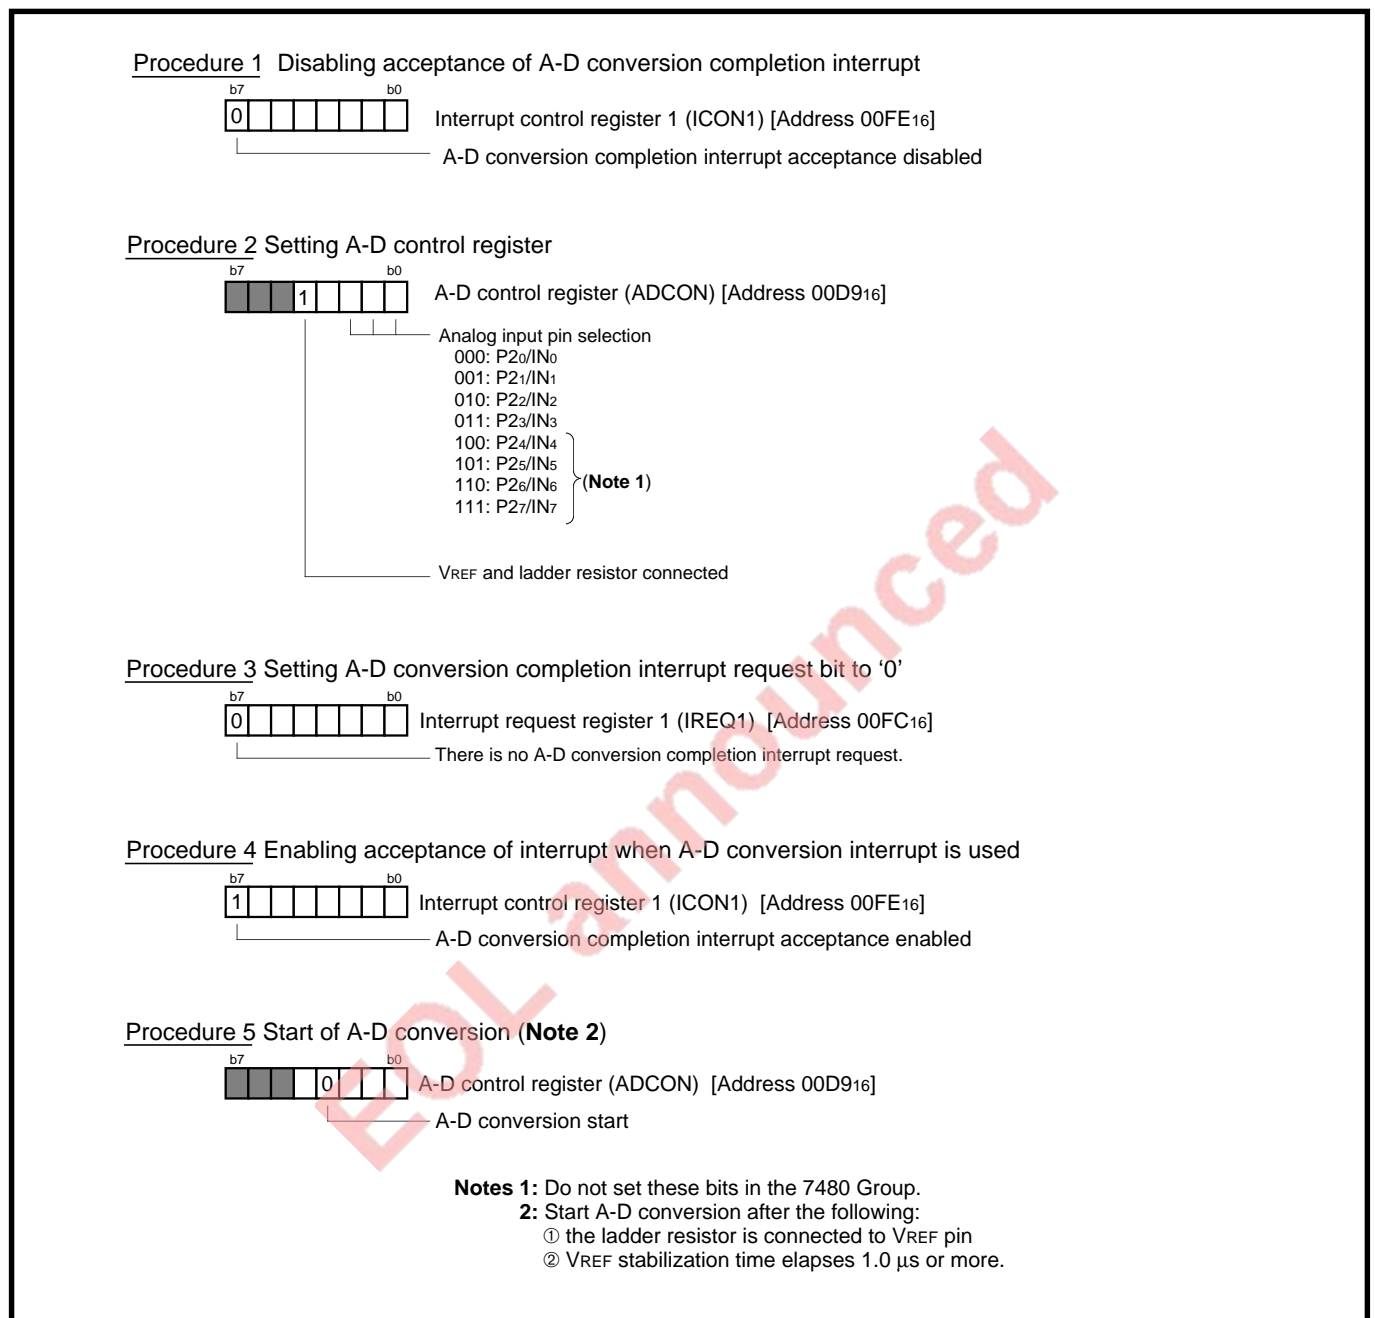 Procedure 1 Disabling acceptance of A-D conversion completion interrupt
b7 b0
0
Interrupt control register 1 (ICON1) [Address 00FE16]
A-D conversion completion interrupt acceptance disabled
Procedure 2 Setting A-D control register
b7 b0
1
A-D control register (ADCON) [Address 00D916]
Analog input pin selection
000: P20/IN0
001: P21/IN1
010: P22/IN2
011: P23/IN3
100: P24/IN4
101: P25/IN5
110: P26/IN6
111: P27/IN7
(Note 1)
VREF and ladder resistor connected
Procedure 3 Setting A-D conversion completion interrupt request bit to ‘0’
b7 b0
0
Interrupt request register 1 (IREQ1) [Address 00FC16]
There is no A-D conversion completion interrupt request.
Procedure 4 Enabling acceptance of interrupt when A-D conversion interrupt is used
b7 b0
1
Interrupt control register 1 (ICON1) [Address 00FE16]
A-D conversion completion interrupt acceptance enabled
Procedure 5 Start of A-D conversion (Note 2)
b7 b0
0
A-D control register (ADCON) [Address 00D916]
A-D conversion start
Notes 1: Do not set these bits in the 7480 Group.
2: Start A-D conversion after the following:
① the ladder resistor is connected to VREF pin
② VREF stabilization time elapses 1.0 μs or more.
EOL announced